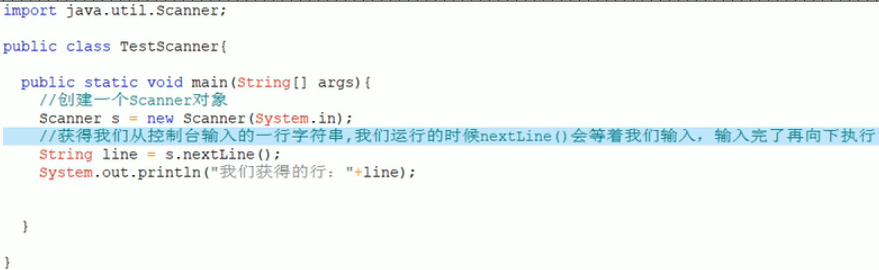 import java.util.Scanner;
public class TestScanner{
public static void main(String[] args){
//创建一个Scanner对象
Scanner s = new Scanner(System.in);
//获得我们从控制台输入的一行字符串,我们运行的时候nextLine()会等着我们输入，输入完了再向下执行
String line = s.nextLine();
System.out.println("我们获得的行："+line);
}
}